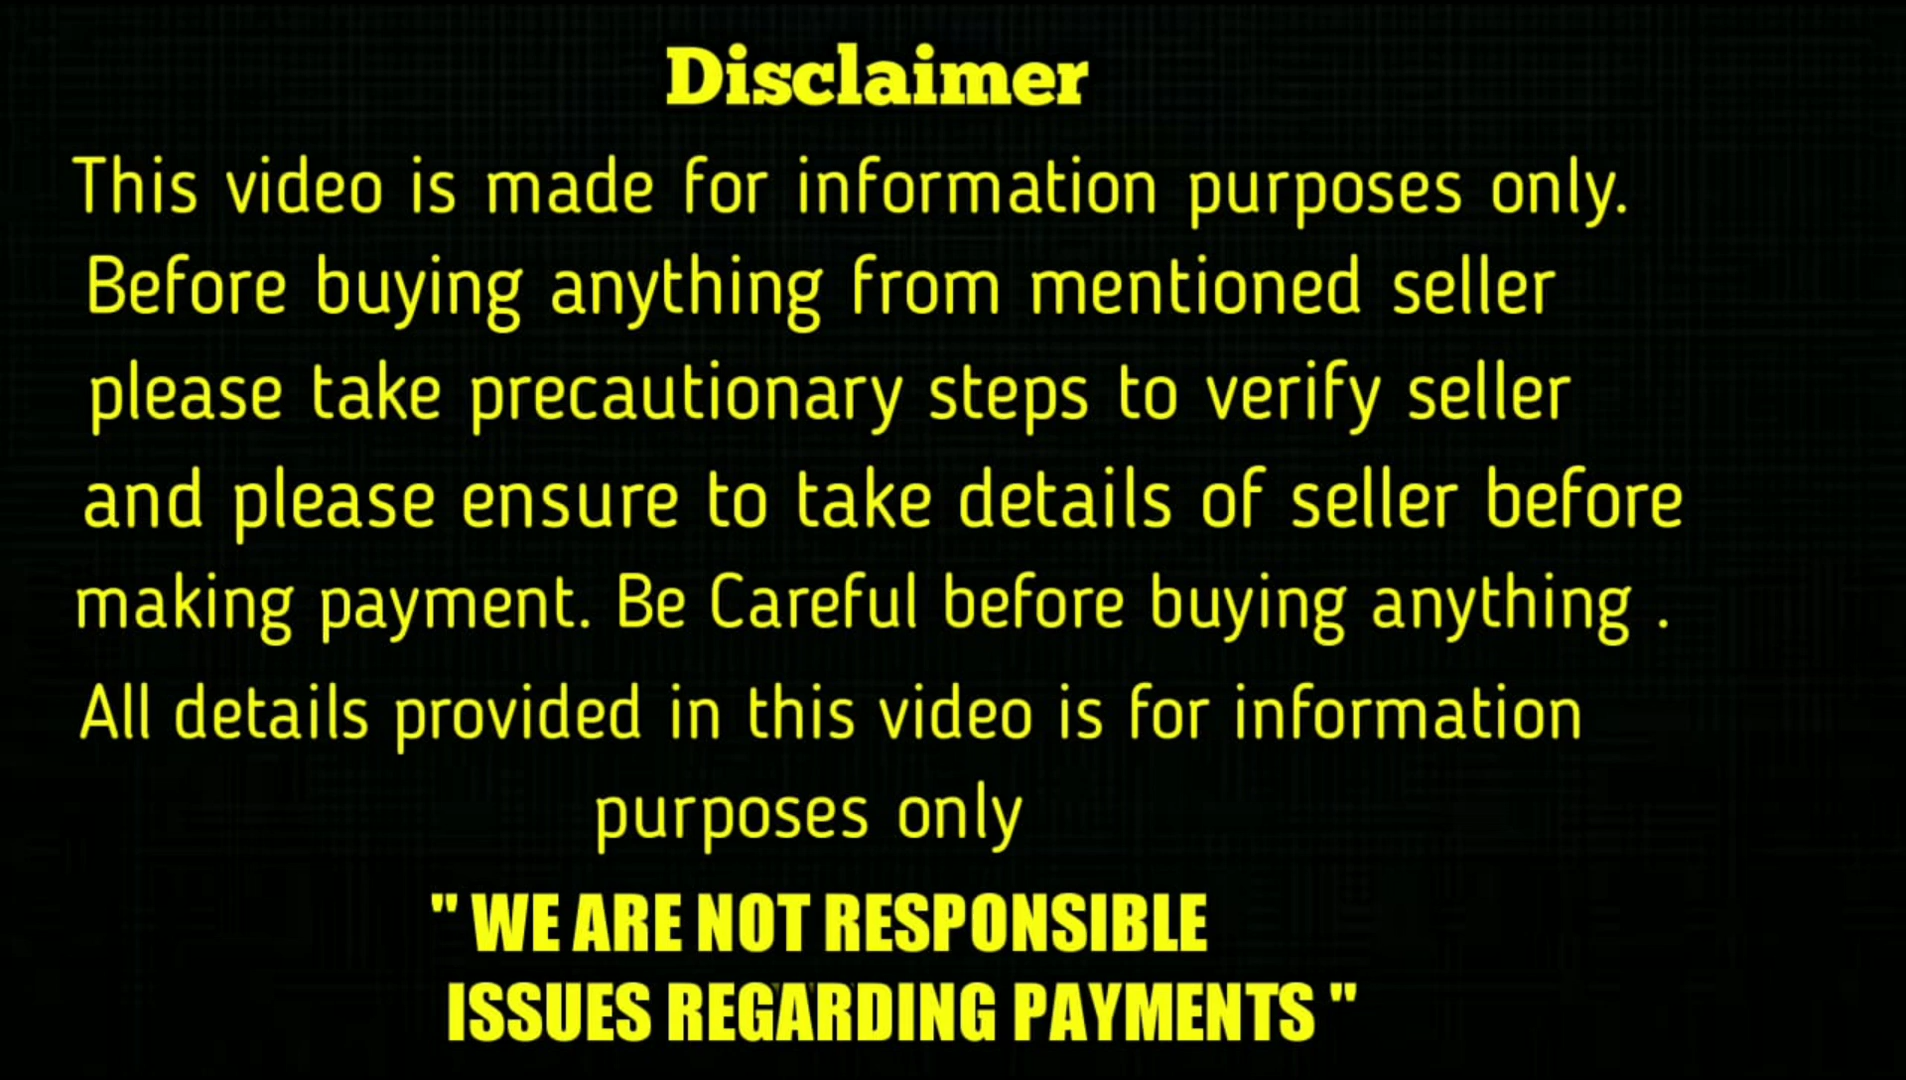 Disclaimer
This video is made for information purposes only.
Before buying anything from mentioned seller
please take precautionary steps to verify seller
and please ensure to take details of seller before
making payment. Be Careful before buying anything .
All details provided in this video is for information
purposes only
" WE ARE NOT RESPONSIBLE
ISSUES REGARDING PAYMENTS "